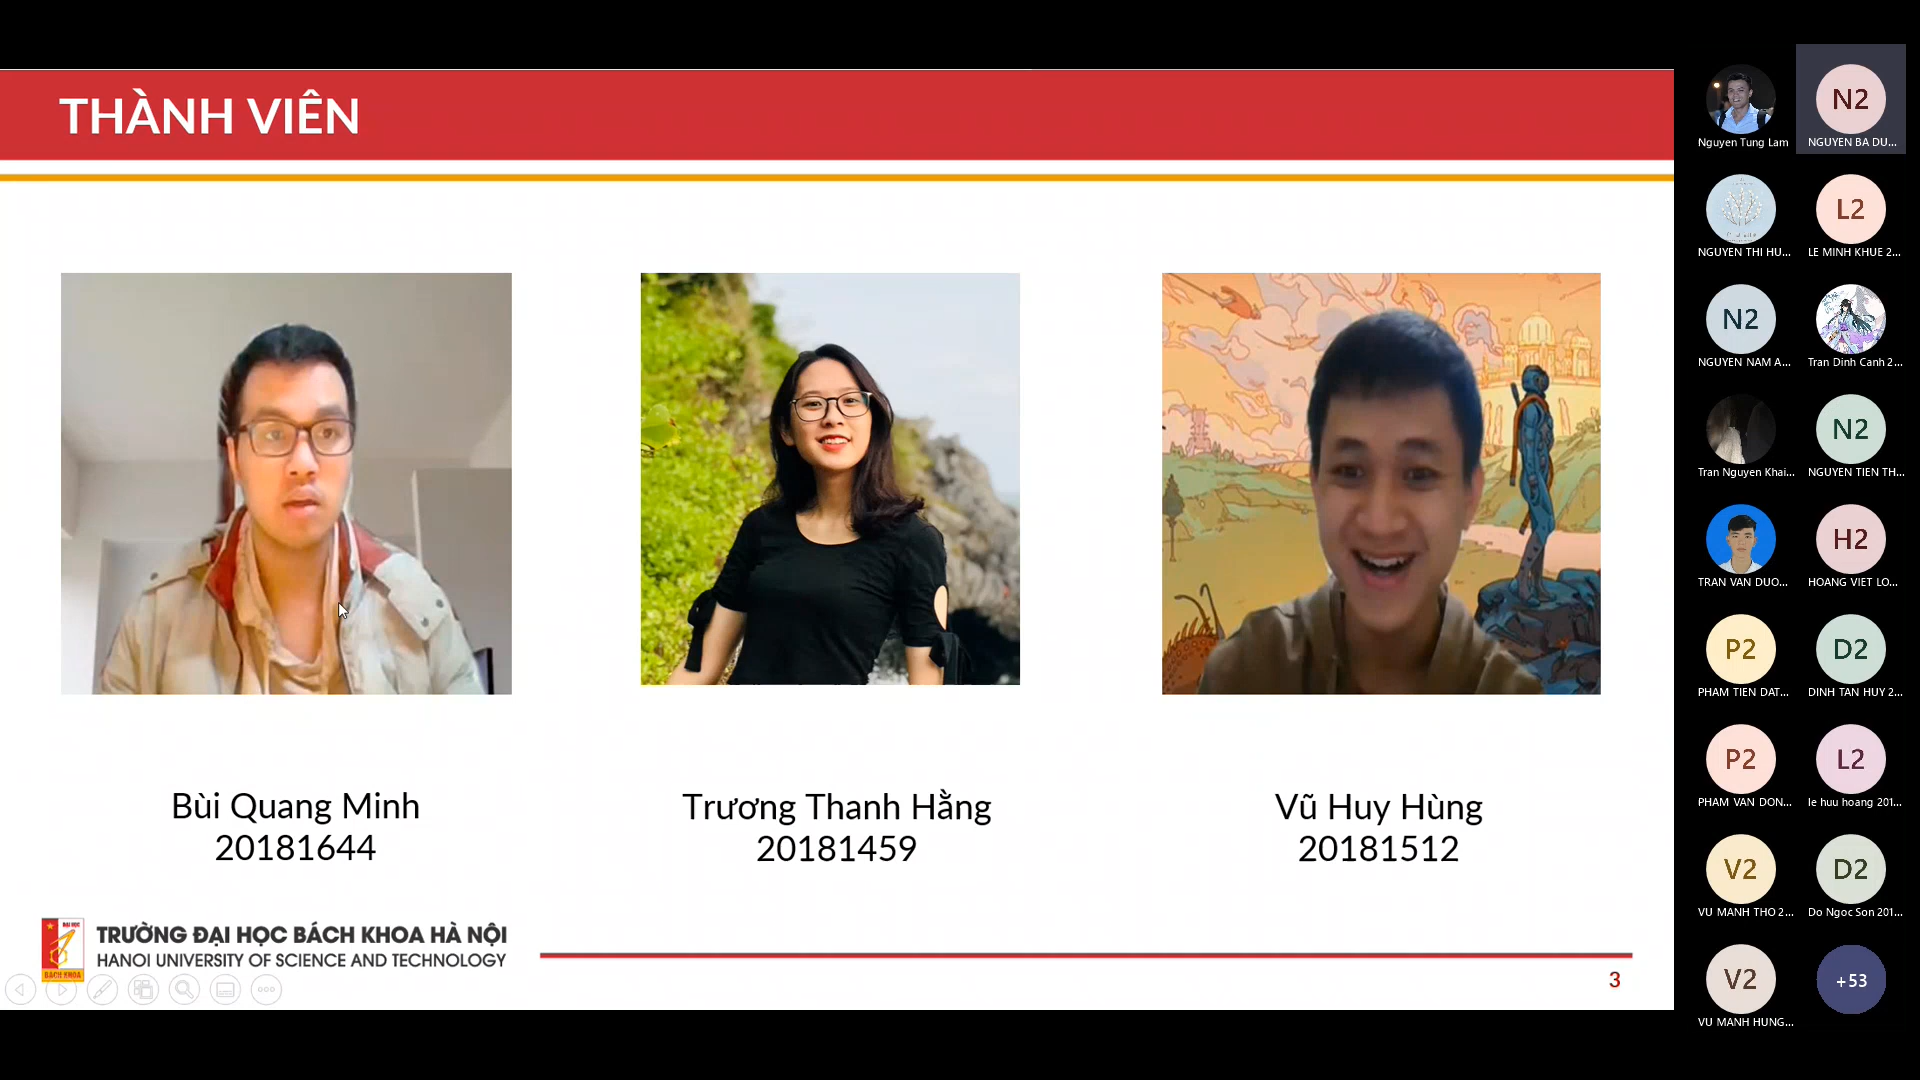 THÀNH VIÊN
Bùi Quang Minh
20181644
Trương Thanh Hằng
20181459
Vũ Huy Hùng
20181512
ĐẠI HỌC
BÁCH KHOA
TRƯỜNG ĐẠI HỌC BÁCH KHOA HÀ NỘI
HANOI UNIVERSITY OF SCIENCE AND TECHNOLOGY
3
Nguyen Tung Lam
N2
NGUYEN BA DU...
NGUYEN THI HU...
L2
LE MINH KHUE 2...
N2
NGUYEN NAM A...
Tran Dinh Canh 2...
Tran Nguyen Khai...
N2
NGUYEN TIEN TH...
TRAN VAN DUO...
H2
HOANG VIET LO...
P2
PHAM TIEN DAT...
D2
DINH TAN HUY 2...
P2
PHAM VAN DON...
L2
le huu hoang 201...
V2
VU MANH THO 2...
D2
Do Ngoc Son 201...
V2
VU MANH HUNG...
+53